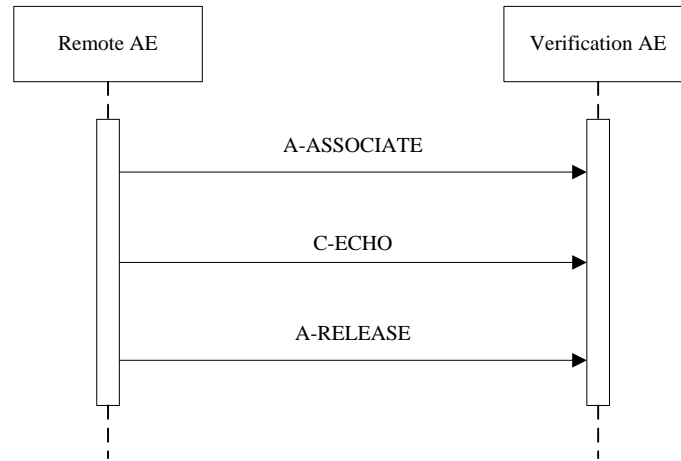 Remote AE
Verification AE
A-ASSOCIATE
C-ECHO
A-RELEASE